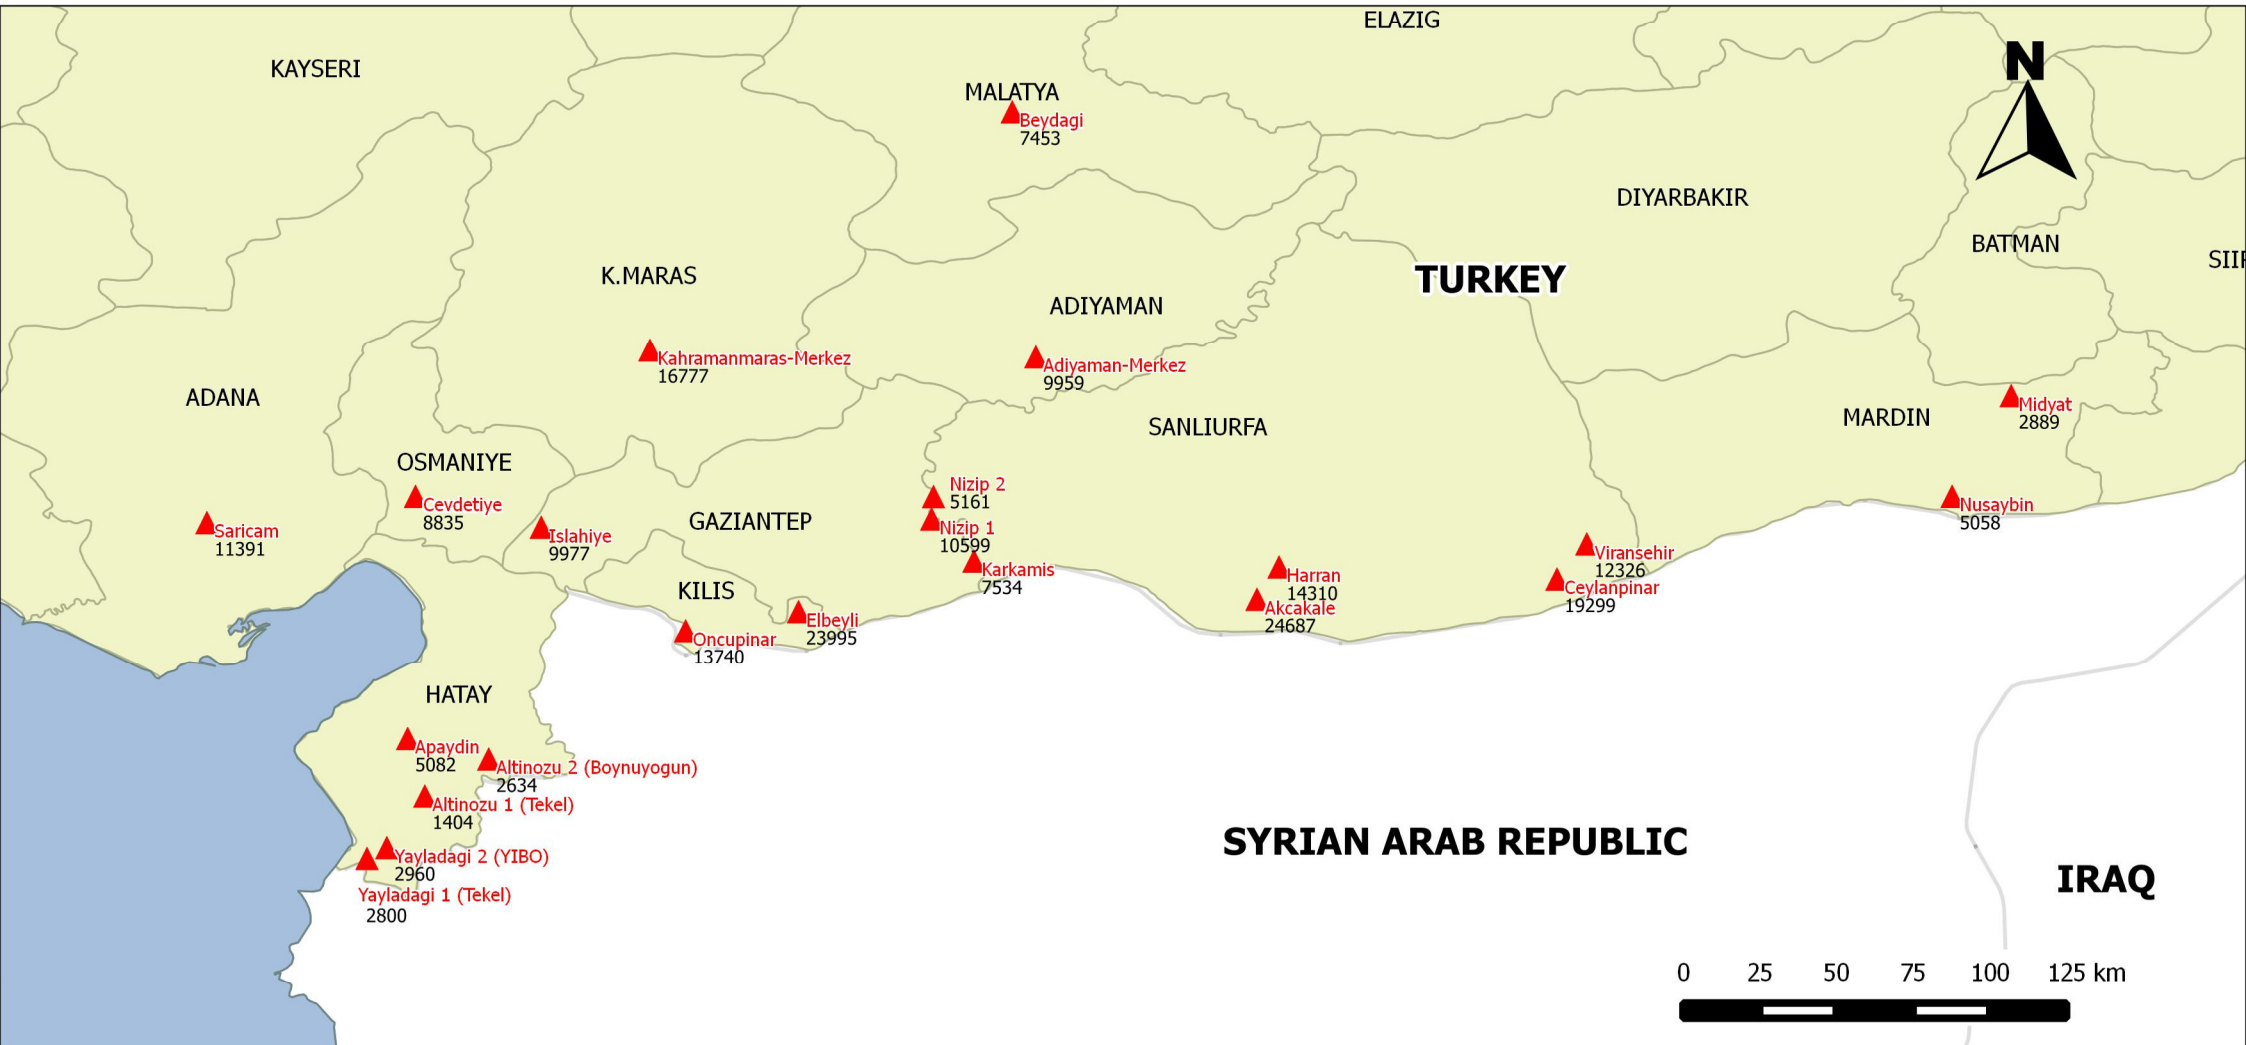 ELAZIG
KAYSERI
N
MALATYA
Beydagi
7453
DIYARBAKIR
BATMAN
SIIF
K.MARAS
TURKEY
ADIYAMAN
Kahramanmaras-Merkez
16777
Adiyaman-Merkez
9959
ADANA
Midyat
2889
MARDIN
SANLIURFA
OSMANIYE
Cevdetiye
8835
Nizip 2
5161
Nusaybin
5058
GAZIANTEP
Saricam
11391
Islahiye
9977
Nizip 1
10599
Viransehir
12326
Karkamis
7534
Harran
14310
KILIS
Ceylanpinar
19299
Akcakale
24687
Elbeyli
23995
Oncupinar
13740
HATAY
Apaydin
5082
Altinozu 2 (Boynuyogun)
2634
Altinozu 1 (Tekel)
1404
SYRIAN ARAB REPUBLIC
Yayladagi 2 (YIBO)
2960
IRAQ
Yayladagi 1 (Tekel)
2800
0 25 50 75 100 125 km